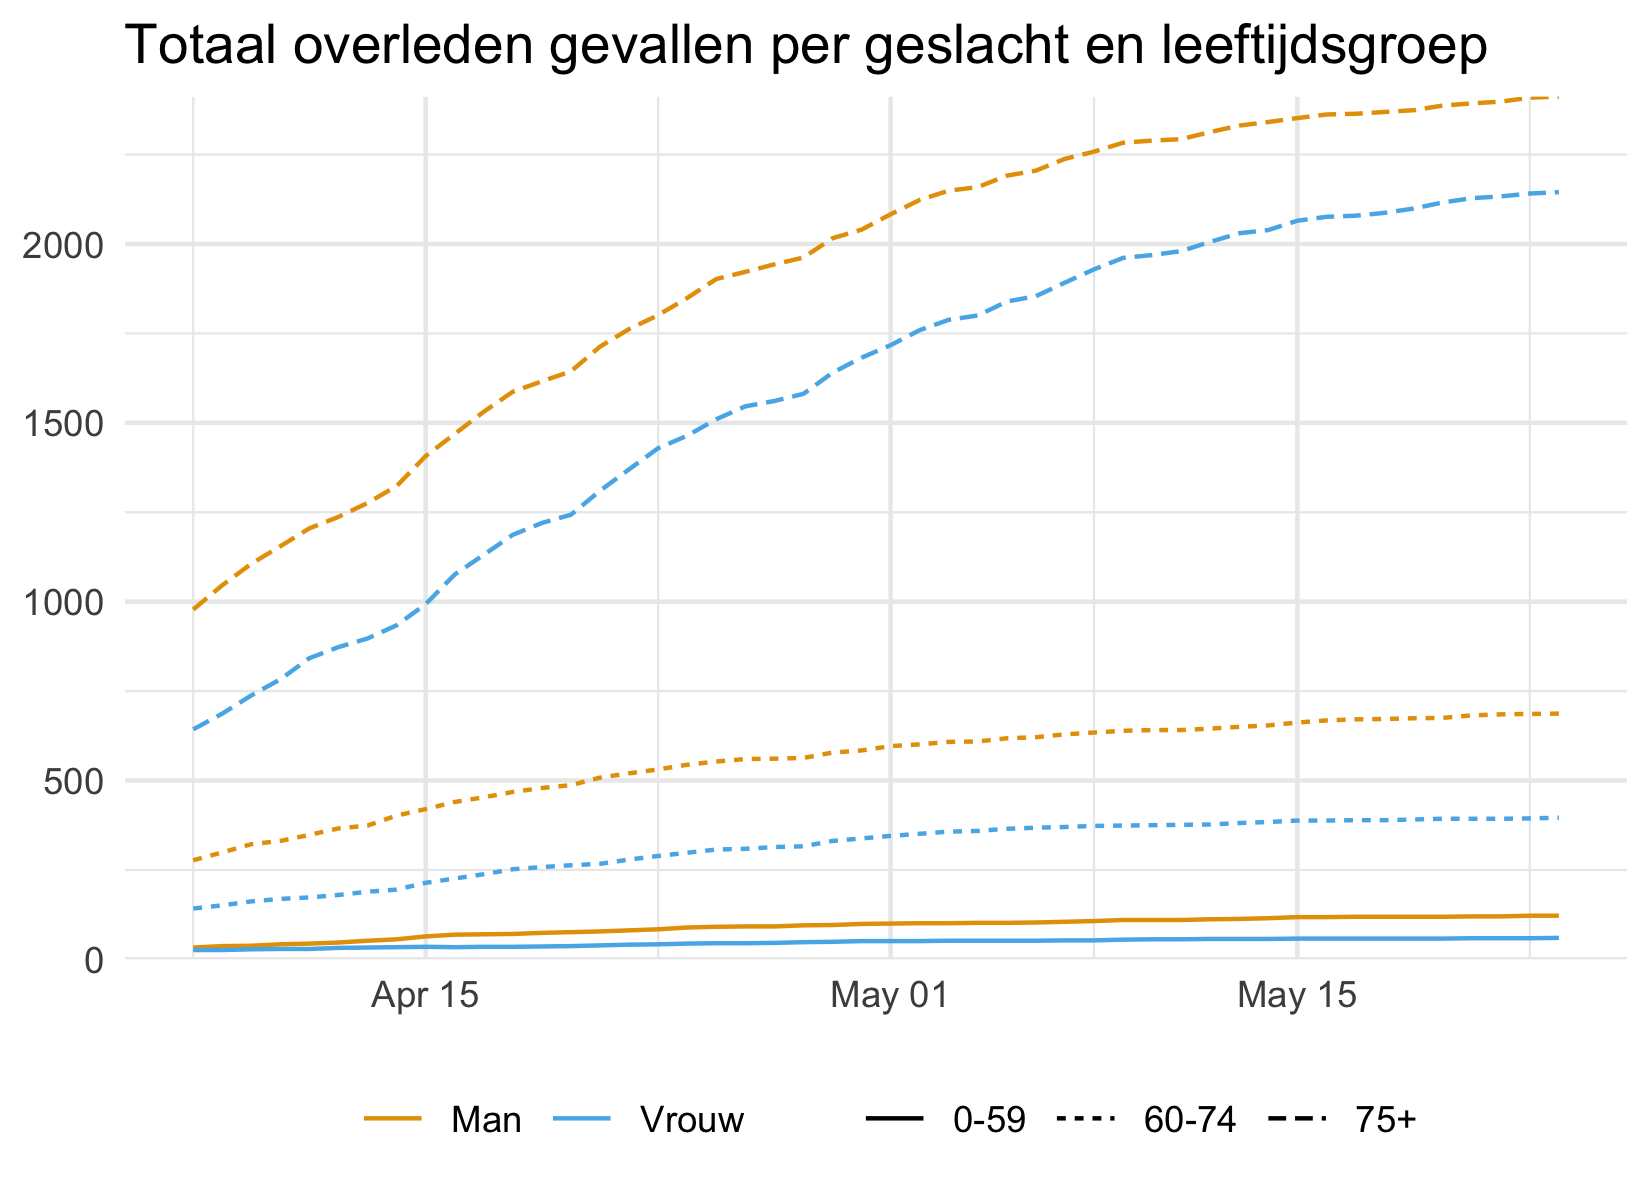 Totaal overleden gevallen per geslacht en leeftijdsgroep
2000
1500
1000
500
0
Apr 15 May 01 May 15
Man Vrouw 0-59 60-74 75+